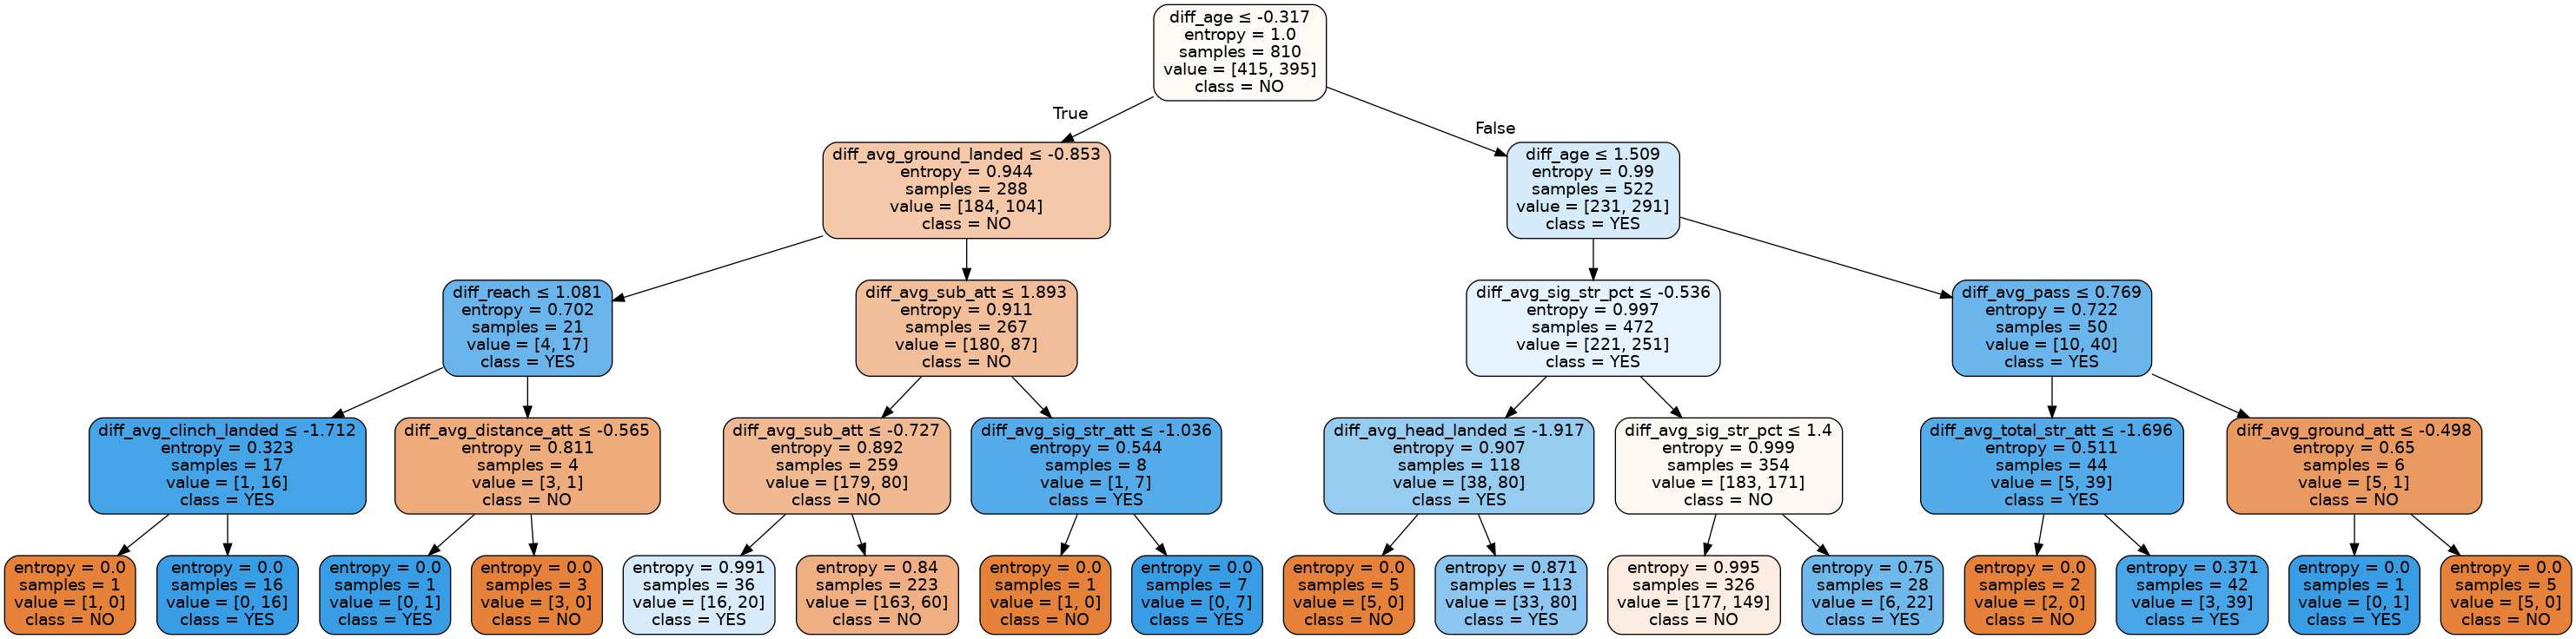 diff_age ≤ -0.317
entropy = 1.0
samples = 810
value = [415, 395]
class = NO
True
False
diff_avg_ground_landed ≤ -0.853
entropy = 0.944
samples = 288
value = [184, 104]
class = NO
diff_age ≤ 1.509
entropy = 0.99
samples = 522
value = [231, 291]
class = YES
diff_reach ≤ 1.081
entropy = 0.702
samples = 21
value = [4, 17]
class = YES
diff_avg_sub_att ≤ 1.893
entropy = 0.911
samples = 267
value = [180, 87]
class = NO
diff_avg_sig_str_pct ≤ -0.536
entropy = 0.997
samples = 472
value = [221, 251]
class = YES
diff_avg_pass ≤ 0.769
entropy = 0.722
samples = 50
value = [10, 40]
class = YES
diff_avg_clinch_landed ≤ -1.712
entropy = 0.323
samples = 17
value = [1, 16]
class = YES
diff_avg_distance_att ≤ -0.565
entropy = 0.811
samples = 4
value = [3, 1]
class = NO
diff_avg_sub_att ≤ -0.727
entropy = 0.892
samples = 259
value = [179, 80]
class = NO
diff_avg_sig_str_att ≤ -1.036
entropy = 0.544
samples = 8
value = [1, 7]
class = YES
diff_avg_head_landed ≤ -1.917
entropy = 0.907
samples = 118
value = [38, 80]
class = YES
diff_avg_sig_str_pct ≤ 1.4
entropy = 0.999
samples = 354
value = [183, 171]
class = NO
diff_avg_total_str_att ≤ -1.696
entropy = 0.511
samples = 44
value = [5, 39]
class = YES
diff_avg_ground_att ≤ -0.498
entropy = 0.65
samples = 6
value = [5, 1]
class = NO
entropy = 0.0
samples = 1
value = [1, 0]
class = NO
entropy = 0.0
samples = 16
value = [0, 16]
class = YES
entropy = 0.0
samples = 1
value = [0, 1]
class = YES
entropy = 0.0
samples = 3
value = [3, 0]
class = NO
entropy = 0.991
samples = 36
value = [16, 20]
class = YES
entropy = 0.84
samples = 223
value = [163, 60]
class = NO
entropy = 0.0
samples = 1
value = [1, 0]
class = NO
entropy = 0.0
samples = 7
value = [0, 7]
class = YES
entropy = 0.0
samples = 5
value = [5, 0]
class = NO
entropy = 0.871
samples = 113
value = [33, 80]
class = YES
entropy = 0.995
samples = 326
value = [177, 149]
class = NO
entropy = 0.75
samples = 28
value = [6, 22]
class = YES
entropy = 0.0
samples = 2
value = [2, 0]
class = NO
entropy = 0.371
samples = 42
value = [3, 39]
class = YES
entropy = 0.0
samples = 1
value = [0, 1]
class = YES
entropy = 0.0
samples = 5
value = [5, 0]
class = NO